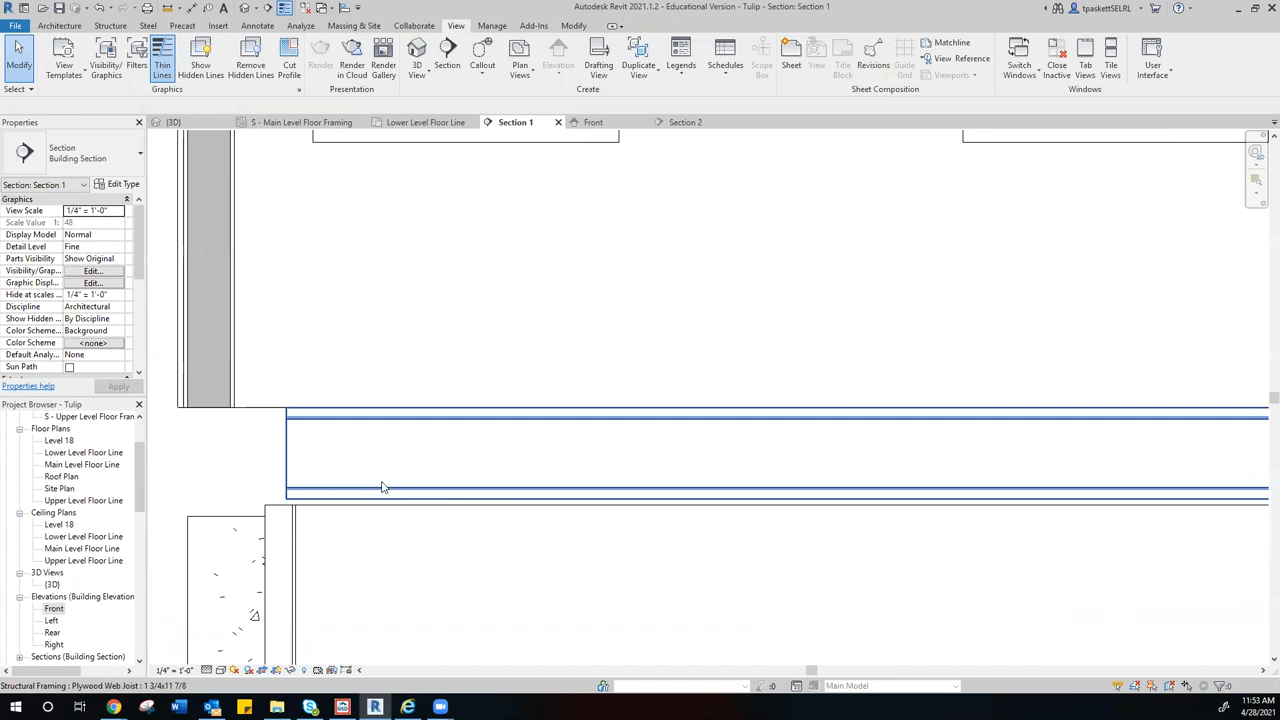 Autodesk Revit 2021.1.2 - Educational Version - Tulip - Section: Section 1
tpaskettSELRL
File Architecture Structure Steel Precast Systems Insert Annotate Analyze Massing & Site Collaborate View Manage Add-Ins Modify
Modify
View Templates
Visibility/ Graphics
Filters
Thin Lines
Show Hidden Lines
Remove Hidden Lines
Cut Profile
Render
Render in Cloud
Render Gallery
3D View
Section
Callout
Plan Views
Elevation
Drafting View
Duplicate View
Legends
Schedules
Scope Box
Sheet
View
Title Block
Revisions
Guide Grid
Matchline
View Reference
Viewports
Switch Windows
Close Inactive
Tab Views
Tile Views
User Interface
Select Graphics Presentation Create Sheet Composition Windows
Properties
{3D} S - Main Level Floor Framing Lower Level Floor Line Section 1 Front Section 2
Section
Building Section
Section: Section 1 Edit Type
Graphics
View Scale 1/4" = 1'-0"
Scale Value 1: 48
Display Model Normal
Detail Level Fine
Parts Visibility Show Original
Visibility/Grap... Edit...
Graphic Displ... Edit...
Hide at scales ... 1/4" = 1'-0"
Discipline Architectural
Show Hidden ... By Discipline
Color Scheme... Background
Color Scheme <none>
Default Analy... None
Sun Path
Properties help Apply
Project Browser - Tulip
S - Upper Level Floor Fran
Floor Plans
Level 18
Lower Level Floor Line
Main Level Floor Line
Roof Plan
Site Plan
Upper Level Floor Line
Ceiling Plans
Level 18
Lower Level Floor Line
Main Level Floor Line
Upper Level Floor Line
3D Views
{3D}
Elevations (Building Elevation
Front
Left
Rear
Right
Sections (Building Section)
1/4" = 1'-0"
Structural Framing : Plywood Web Joist : 1 3/4x11 7/8
:0
Main Model
:0
11:53 AM
4/28/2021